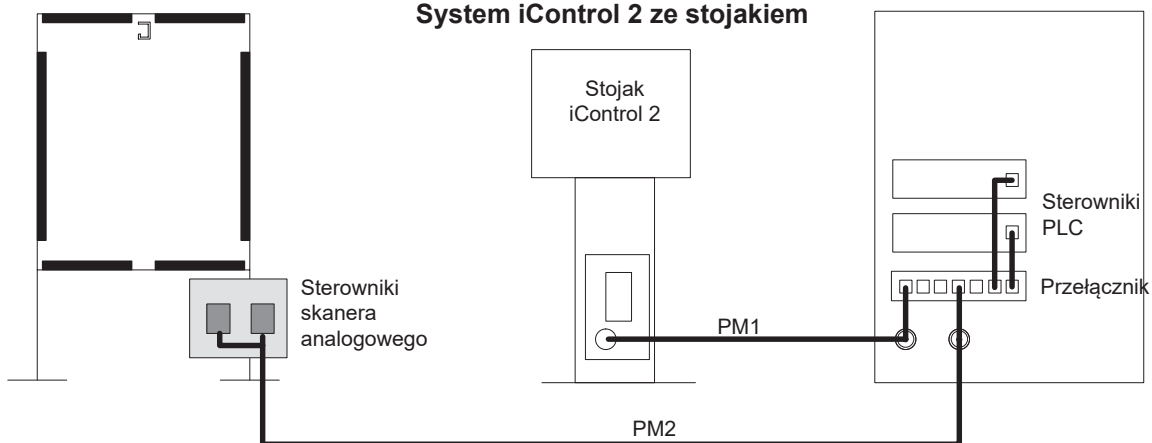 System iControl 2 ze stojakiem
Stojak
iControl 2
Sterowniki
PLC
Przełącznik
Sterowniki
skanera
analogowego
PM1
PM2